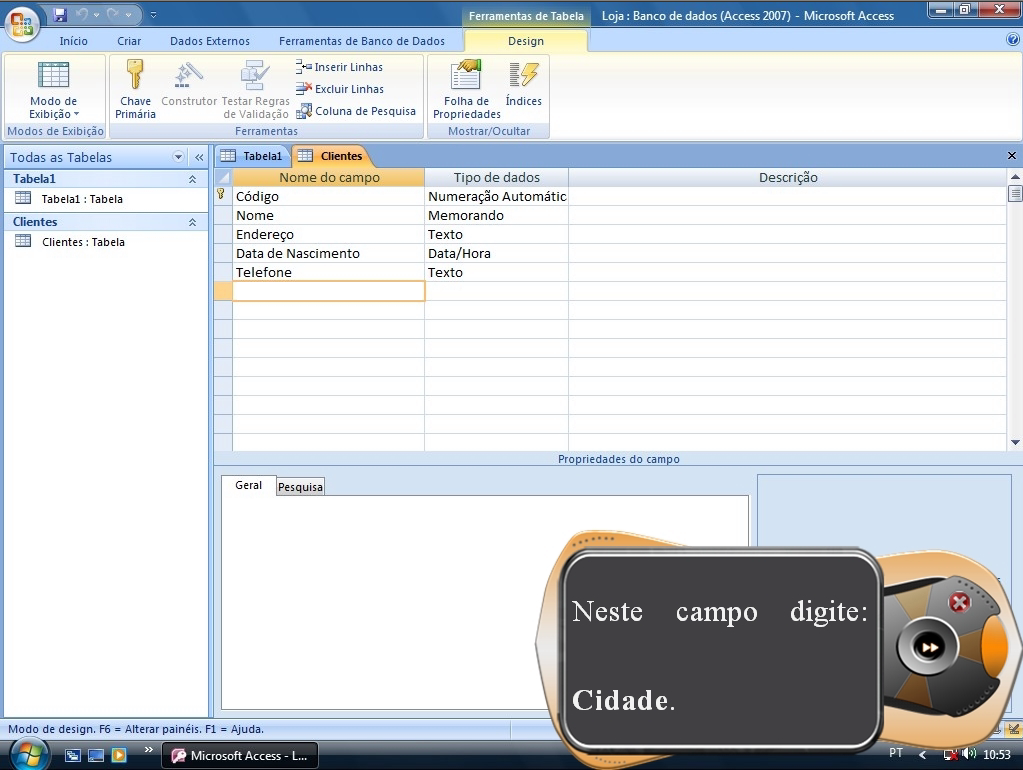 Ferramentas de Tabela
Loja : Banco de dados (Access 2007) - Microsoft Access
Início
Criar
Dados Externos
Ferramentas de Banco de Dados
Design
Modo de
Exibição
Chave
Primária
Construtor
Testar Regras
de Validação
Inserir Linhas
Excluir Linhas
Coluna de Pesquisa
Folha de
Propriedades
Índices
Modos de Exibição
Ferramentas
Mostrar/Ocultar
Todas as Tabelas
Tabela1
Tabela1 : Tabela
Clientes
Clientes : Tabela
Tabela1
Clientes
Nome do campo
Tipo de dados
Descrição
Código
Numeração Automátic
Nome
Memorando
Endereço
Texto
Data de Nascimento
Data/Hora
Telefone
Texto
Propriedades do campo
Geral
Pesquisa
Neste campo digite:
Cidade.
Modo de design. F6 = Alterar painéis. F1 = Ajuda.
Microsoft Access - L...
PT
10:53